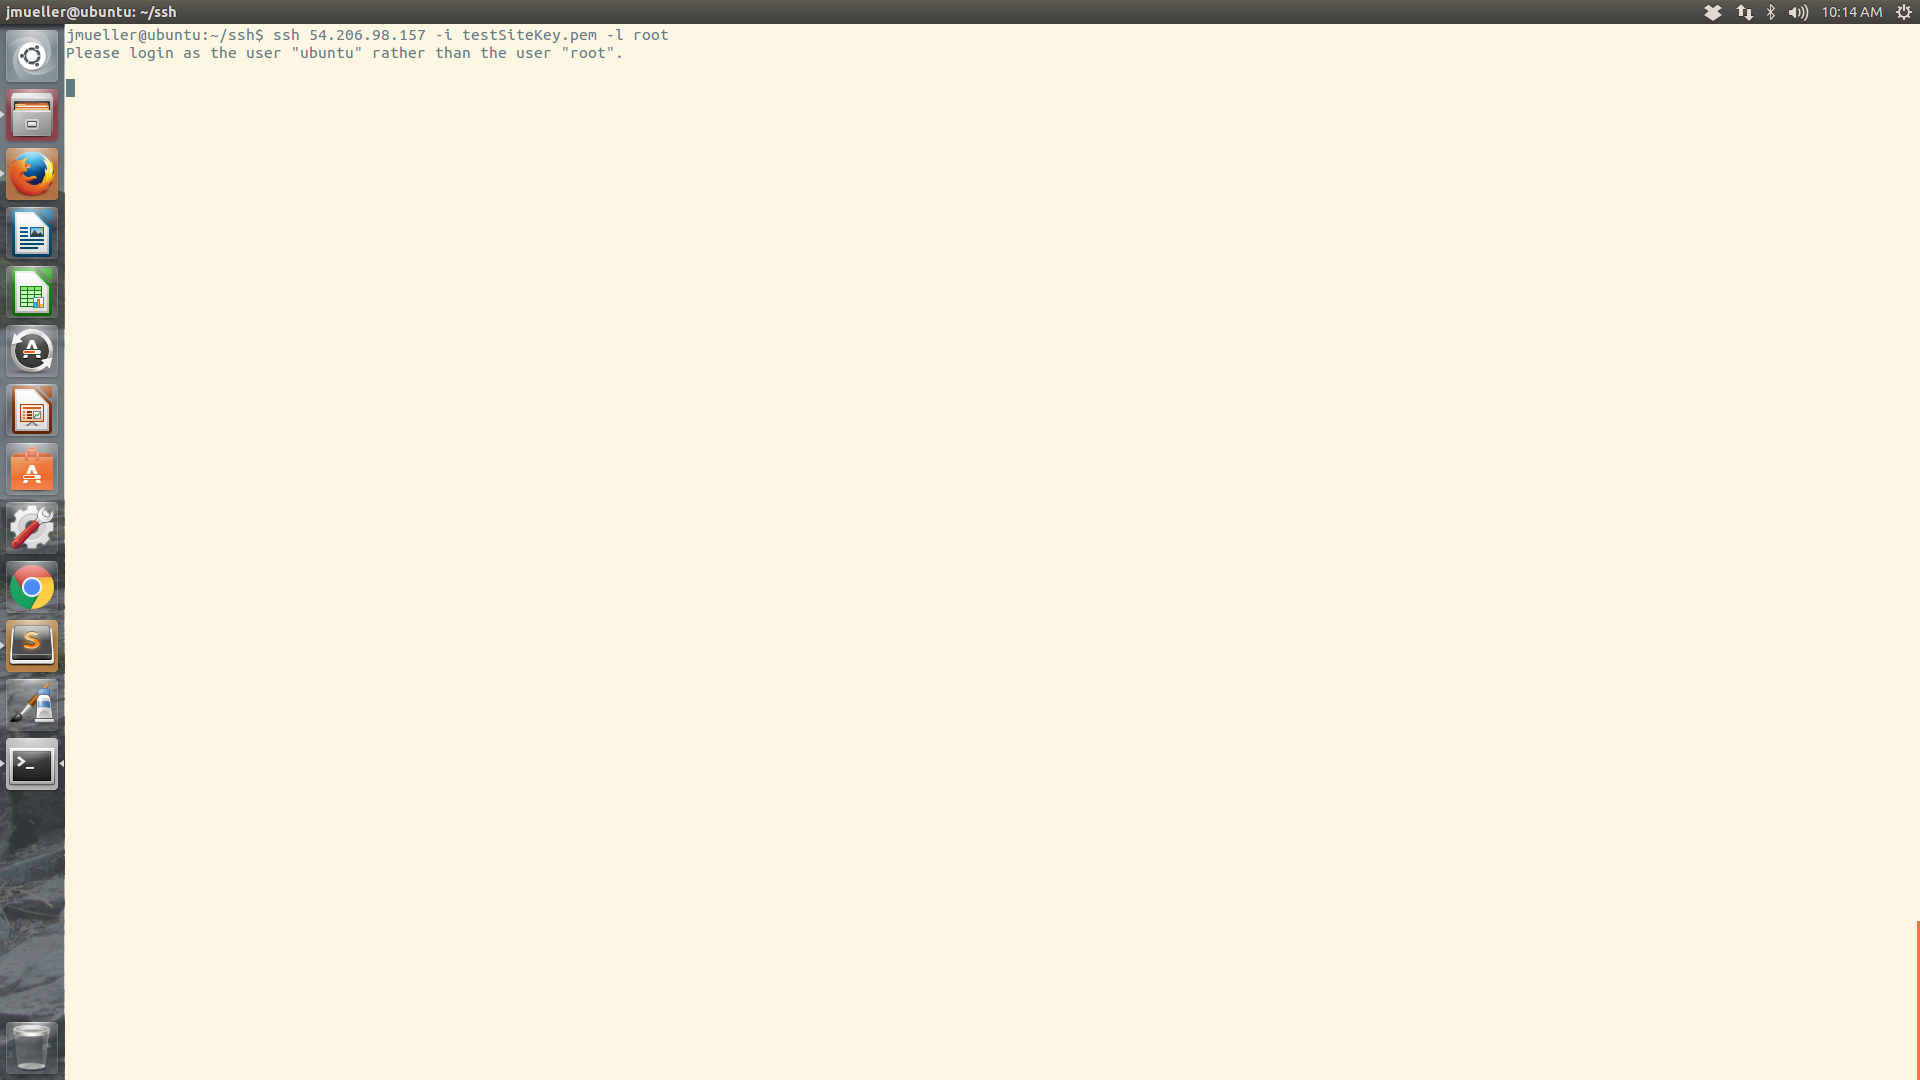 jmueller@ubuntu: ~/ssh
10:14 AM
jmueller@ubuntu:~/ssh$ ssh 54.206.98.157 -i testSiteKey.pem -l root
Please login as the user "ubuntu" rather than the user "root".